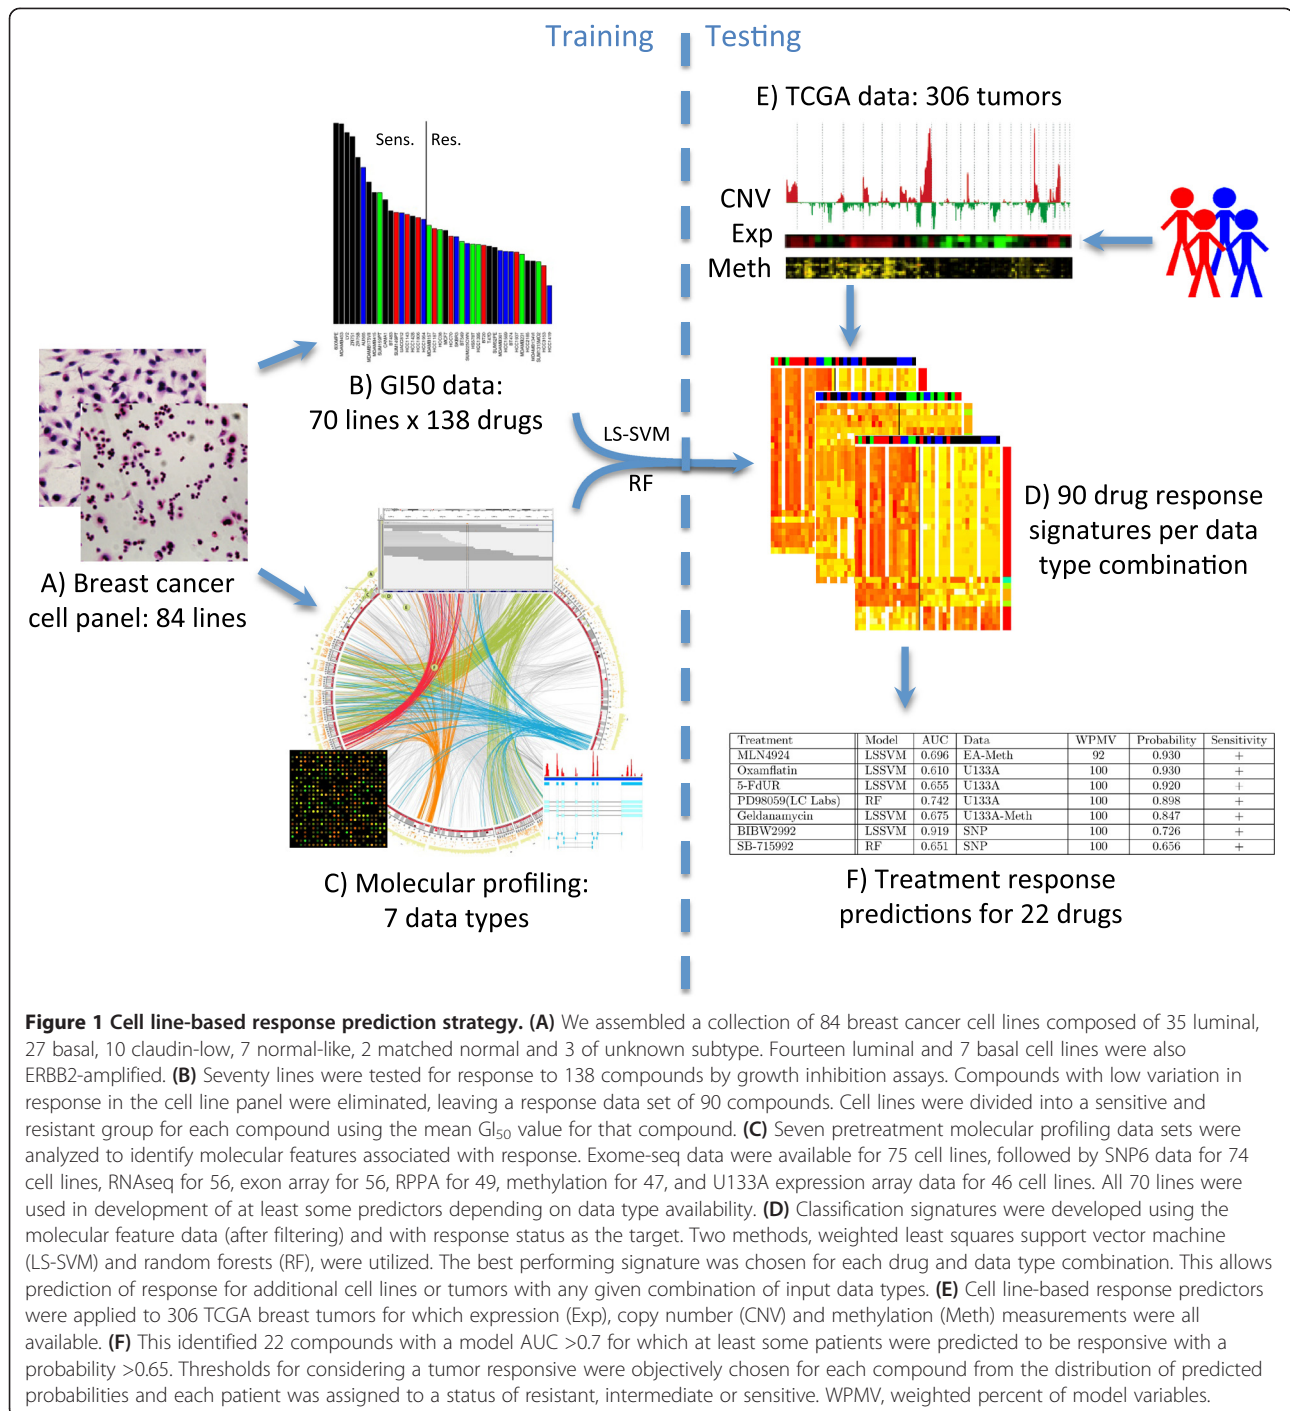 Training
Testing
E) TCGA data: 306 tumors
Sens.
Res.
CNV
Exp
Meth
B) GI50 data:
70 lines x 138 drugs
LS-SVM
RF
A) Breast cancer
cell panel: 84 lines
D) 90 drug response
signatures per data
type combination
C) Molecular profiling:
7 data types
Treatment Model AUC Data WPMV Probability Sensitivity
MLN4924 LSSVM 0.696 EA-Meth 92 0.930 +
Oxamflatin LSSVM 0.610 U133A 100 0.930 +
5-FdUR LSSVM 0.655 U133A 100 0.920 +
PD98059(LC Labs) RF 0.742 U133A 100 0.898 +
Geldanamycin LSSVM 0.675 U133A-Meth 100 0.847 +
BIBW2992 LSSVM 0.919 SNP 100 0.726 +
SB-715992 RF 0.651 SNP 100 0.656 +
F) Treatment response
predictions for 22 drugs
Figure 1 Cell line-based response prediction strategy. (A) We assembled a collection of 84 breast cancer cell lines composed of 35 luminal,
27 basal, 10 claudin-low, 7 normal-like, 2 matched normal and 3 of unknown subtype. Fourteen luminal and 7 basal cell lines were also
ERBB2-amplified. (B) Seventy lines were tested for response to 138 compounds by growth inhibition assays. Compounds with low variation in
response in the cell line panel were eliminated, leaving a response data set of 90 compounds. Cell lines were divided into a sensitive and
resistant group for each compound using the mean GI50 value for that compound. (C) Seven pretreatment molecular profiling data sets were
analyzed to identify molecular features associated with response. Exome-seq data were available for 75 cell lines, followed by SNP6 data for 74
cell lines, RNAseq for 56, exon array for 56, RPPA for 49, methylation for 47, and U133A expression array data for 46 cell lines. All 70 lines were
used in development of at least some predictors depending on data type availability. (D) Classification signatures were developed using the
molecular feature data (after filtering) and with response status as the target. Two methods, weighted least squares support vector machine
(LS-SVM) and random forests (RF), were utilized. The best performing signature was chosen for each drug and data type combination. This allows
prediction of response for additional cell lines or tumors with any given combination of input data types. (E) Cell line-based response predictors
were applied to 306 TCGA breast tumors for which expression (Exp), copy number (CNV) and methylation (Meth) measurements were all
available. (F) This identified 22 compounds with a model AUC >0.7 for which at least some patients were predicted to be responsive with a
probability >0.65. Thresholds for considering a tumor responsive were objectively chosen for each compound from the distribution of predicted
probabilities and each patient was assigned to a status of resistant, intermediate or sensitive. WPMV, weighted percent of model variables.